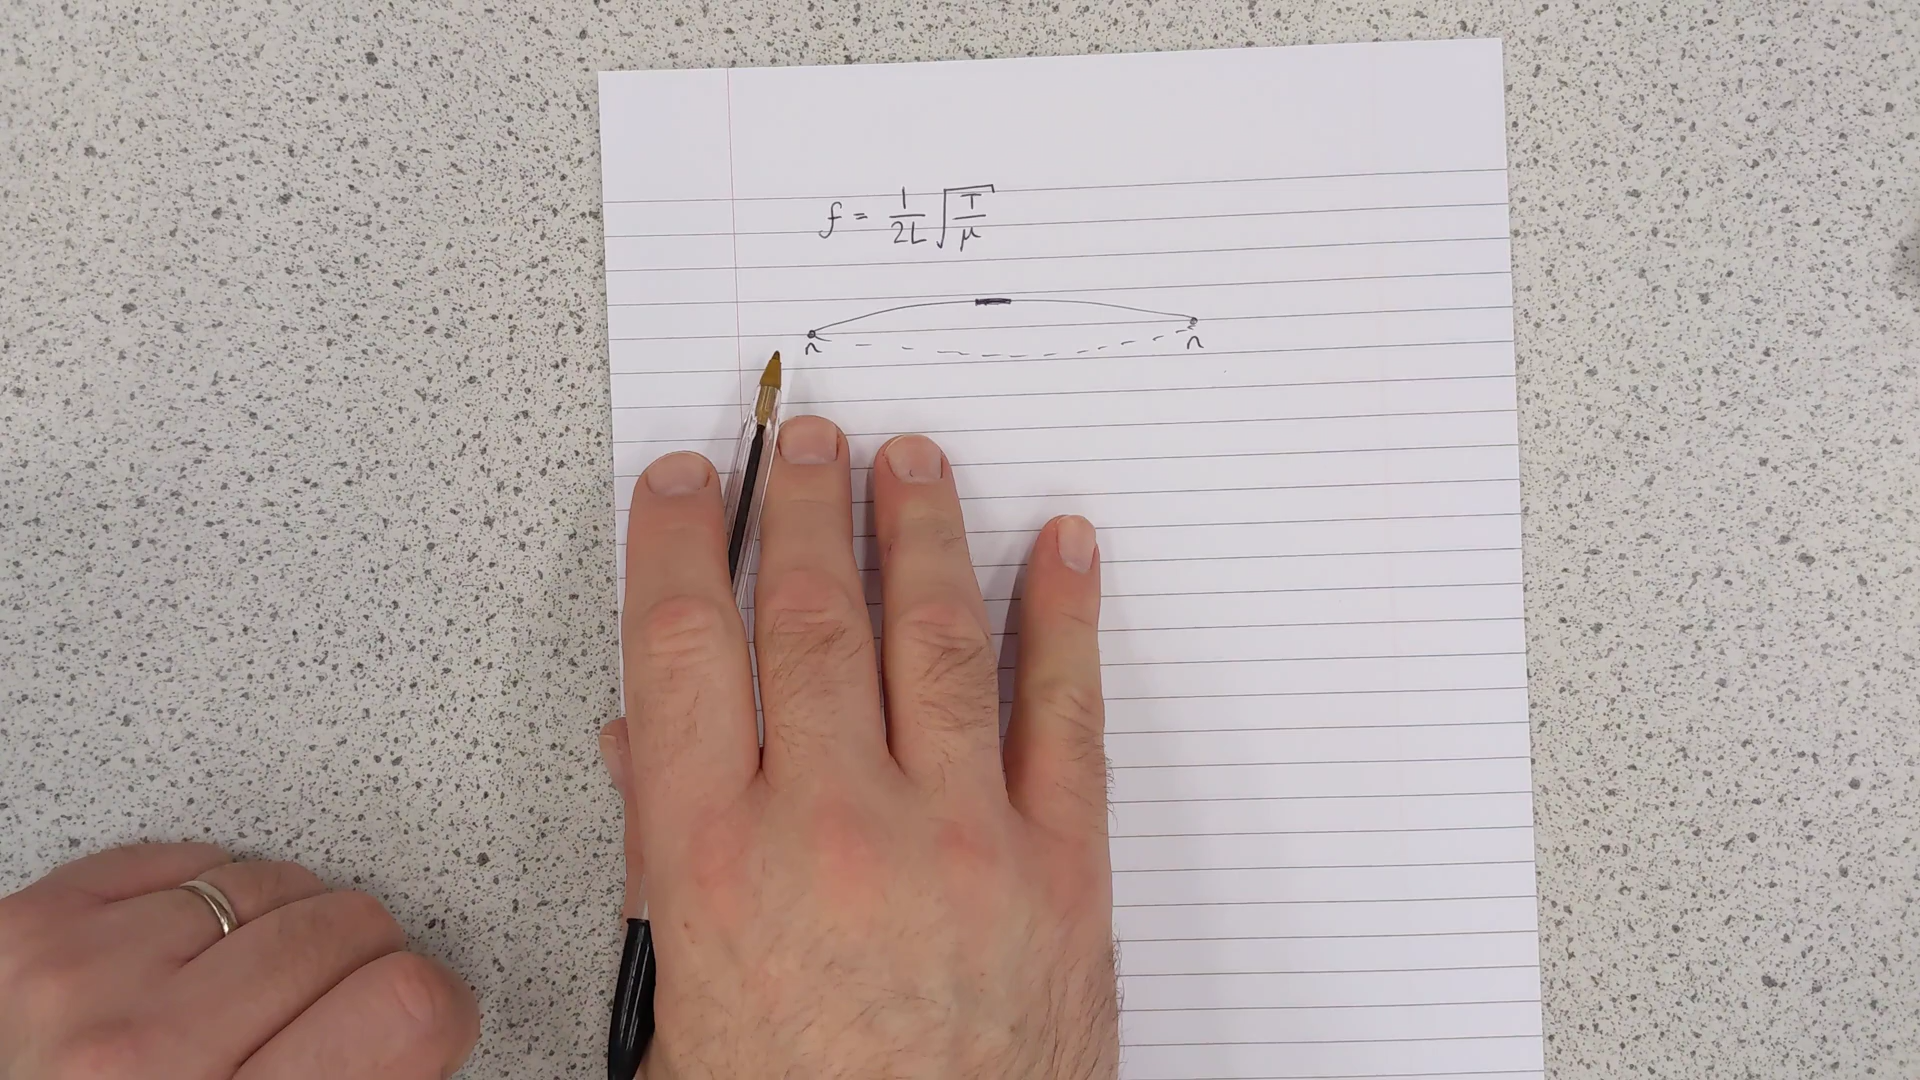 f = 1/2L √(T/μ)
n n